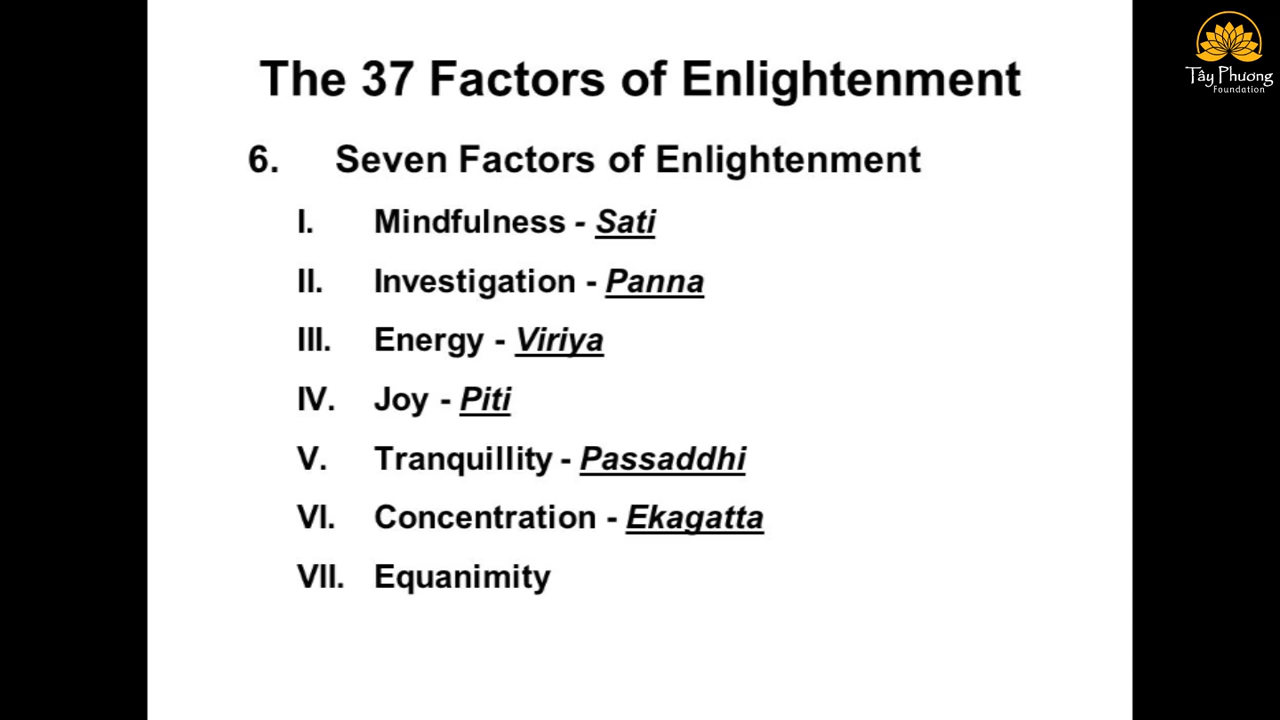 The 37 Factors of Enlightenment
6. Seven Factors of Enlightenment
I. Mindfulness - Sati
II. Investigation - Panna
III. Energy - Viriya
IV. Joy - Piti
V. Tranquillity - Passaddhi
VI. Concentration - Ekagatta
VII. Equanimity
Tây Phương
Foundation